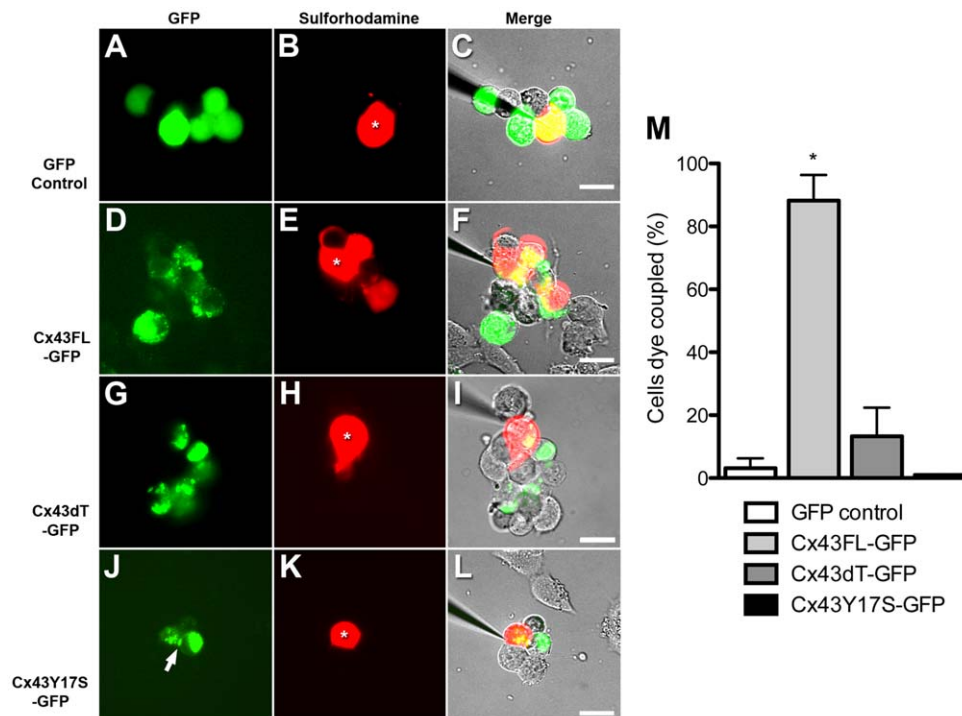 GFP Sulforhodamine Merge
A B C
GFP
Control
*
M
D E F
Cx43FL
-GFP
*
G H I
Cx43dT
-GFP
*
J K L
Cx43Y17S
-GFP
*
Cells dye coupled (%)
100
80
60
40
20
0
*
GFP control
Cx43FL-GFP
Cx43dT-GFP
Cx43Y17S-GFP